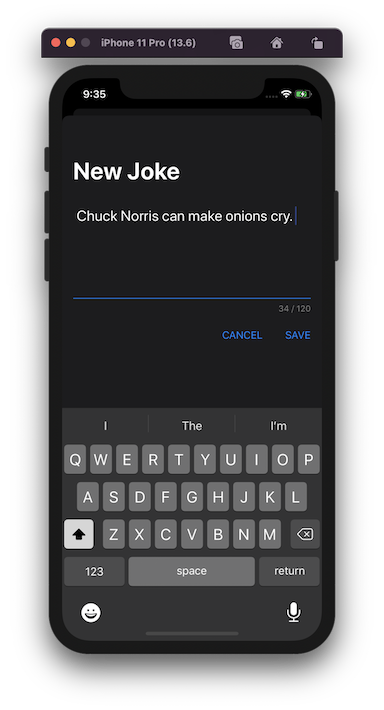 iPhone 11 Pro (13.6)
9:35
New Joke
Chuck Norris can make onions cry.
34 / 120
CANCEL SAVE
I The I'm
Q W E R T Y U I O P
A S D F G H J K L
Z X C V B N M
123 space return